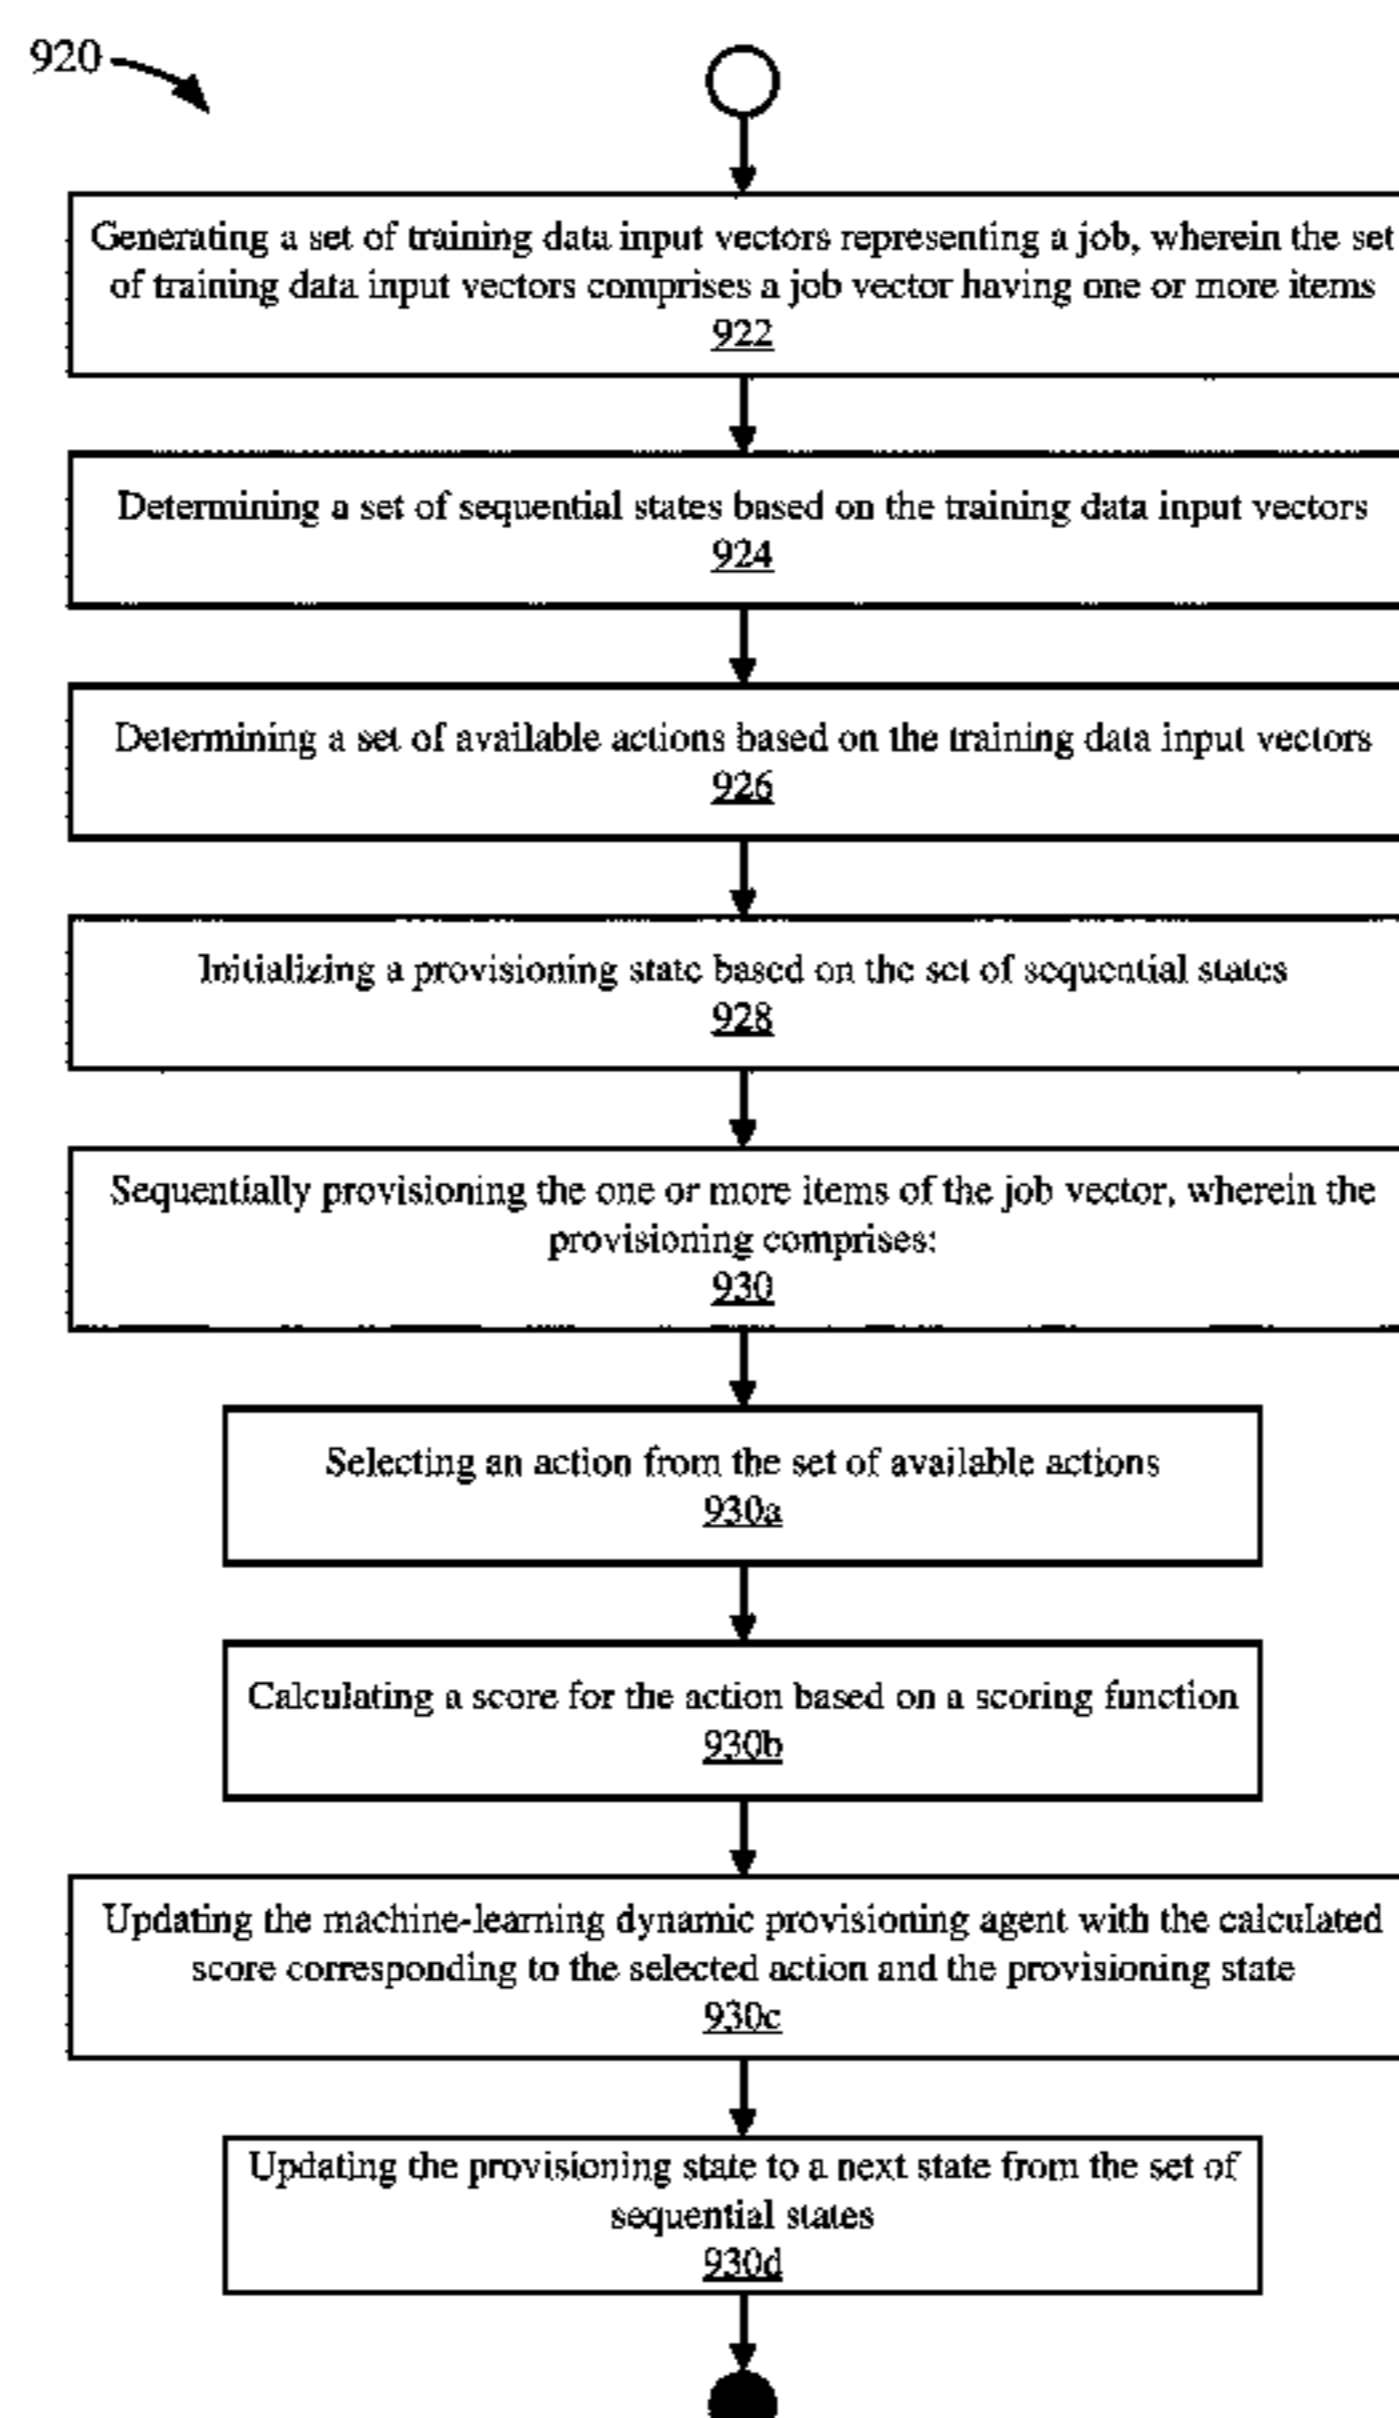 920
Generating a set of training data input vectors representing a job, wherein the set
of training data input vectors comprises a job vector having one or more items
922
Determining a set of sequential states based on the training data input vectors
924
Determining a set of available actions based on the training data input vectors
926
Initializing a provisioning state based on the set of sequential states
928
Sequentially provisioning the one or more items of the job vector, wherein the
provisioning comprises:
930
Selecting an action from the set of available actions
930a
Calculating a score for the action based on a scoring function
930b
Updating the machine-learning dynamic provisioning agent with the calculated
score corresponding to the selected action and the provisioning state
930c
Updating the provisioning state to a next state from the set of
sequential states
930d